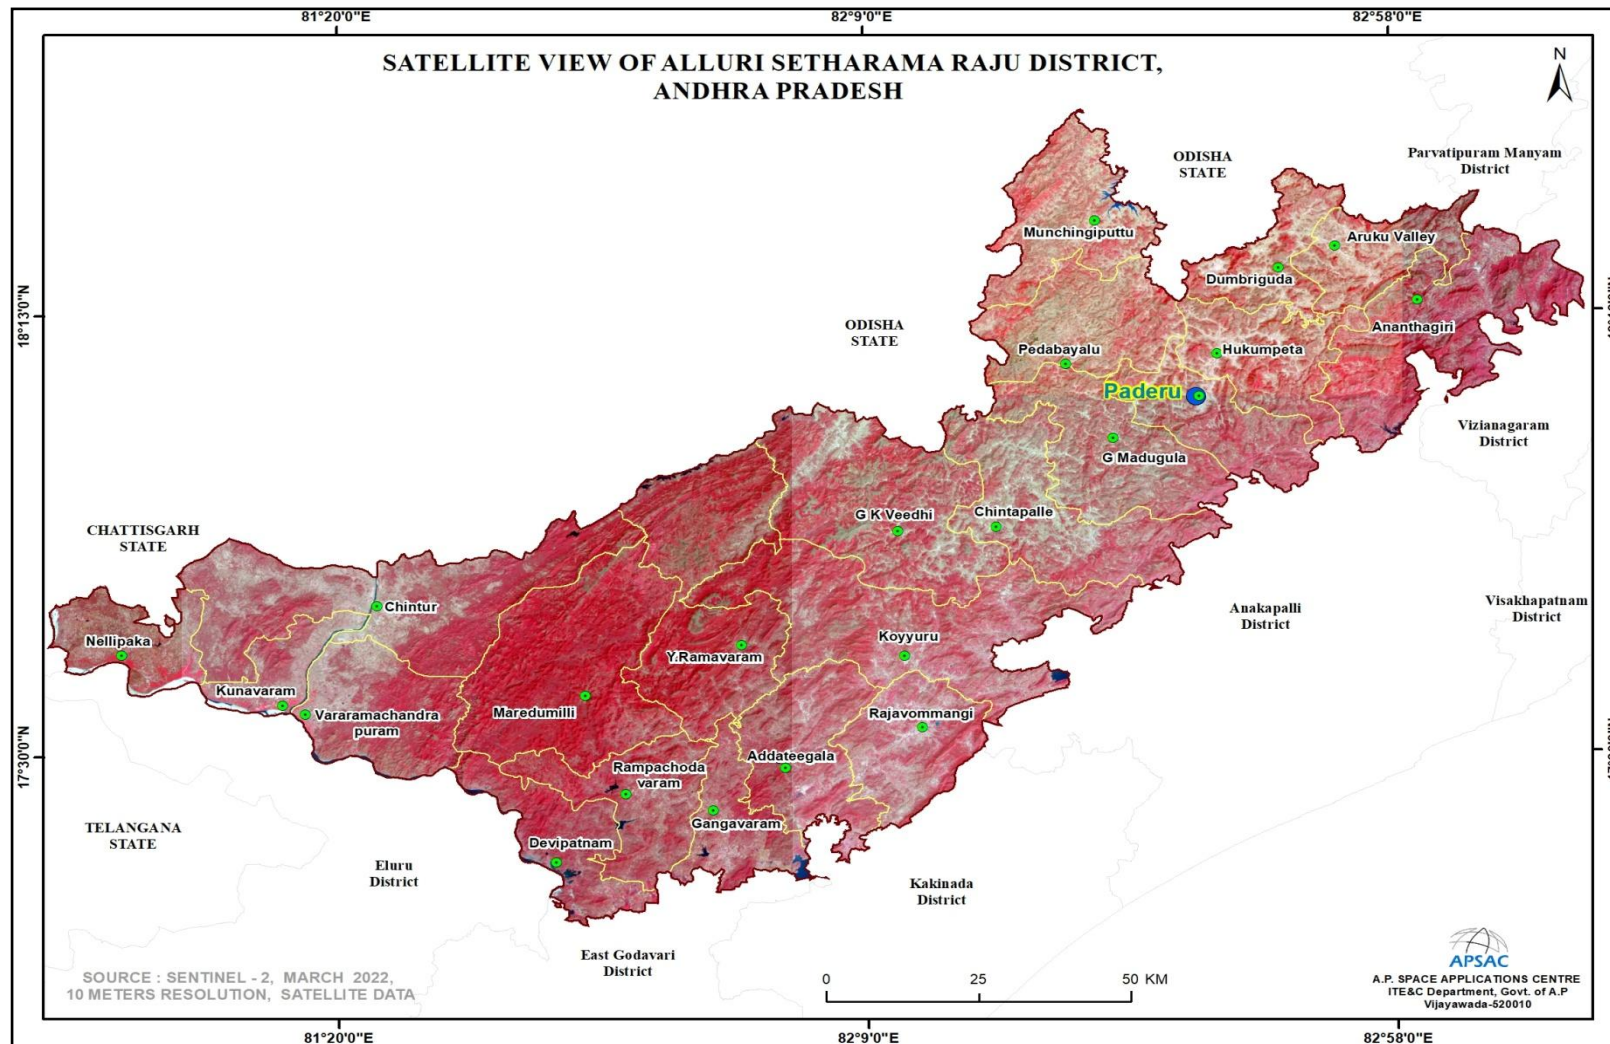 81°20'0"E
82°9'0"E
82°58'0"E
SATELLITE VIEW OF ALLURI SETHARAMA RAJU DISTRICT,
ANDHRA PRADESH
N
ODISHA
STATE
Parvatipuram Manyam
District
Munchingiputtu
Aruku Valley
Dumbriguda
18°13'0"N
ODISHA
STATE
Ananthagiri
Pedabayalu
Hukumpeta
Paderu
Vizianagaram
District
G Madugula
CHATTISGARH
STATE
G K Veedhi
Chintapalle
Chintur
Anakapalli
District
Visakhapatnam
District
Nellipaka
Koyyuru
Y.Ramavaram
Kunavaram
Vararamachandra
puram
Maredumilli
Rajavommangi
17°30'0"N
Addateegala
Rampachoda
varam
Gangavaram
TELANGANA
STATE
Devipatnam
Eluru
District
Kakinada
District
East Godavari
District
SOURCE : SENTINEL - 2, MARCH 2022,
10 METERS RESOLUTION, SATELLITE DATA
0 25 50 KM
APSAC
A.P. SPACE APPLICATIONS CENTRE
ITE&C Department, Govt. of A.P
Vijayawada-520010
81°20'0"E
82°9'0"E
82°58'0"E